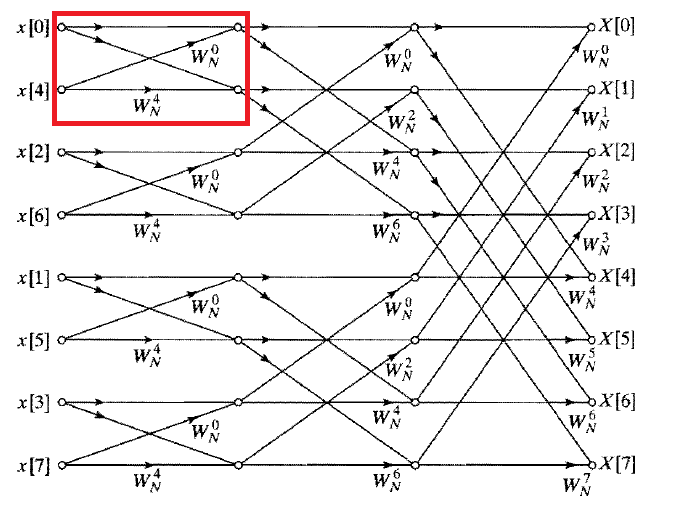 x[0] X[0]
W_N^0 W_N^0 W_N^0
x[4] X[1]
W_N^4 W_N^2 W_N^1
x[2] X[2]
W_N^0 W_N^4 W_N^2
x[6] X[3]
W_N^4 W_N^6 W_N^3
x[1] X[4]
W_N^0 W_N^0 W_N^4
x[5] X[5]
W_N^4 W_N^2 W_N^5
x[3] X[6]
W_N^0 W_N^4 W_N^6
x[7] X[7]
W_N^4 W_N^6 W_N^7